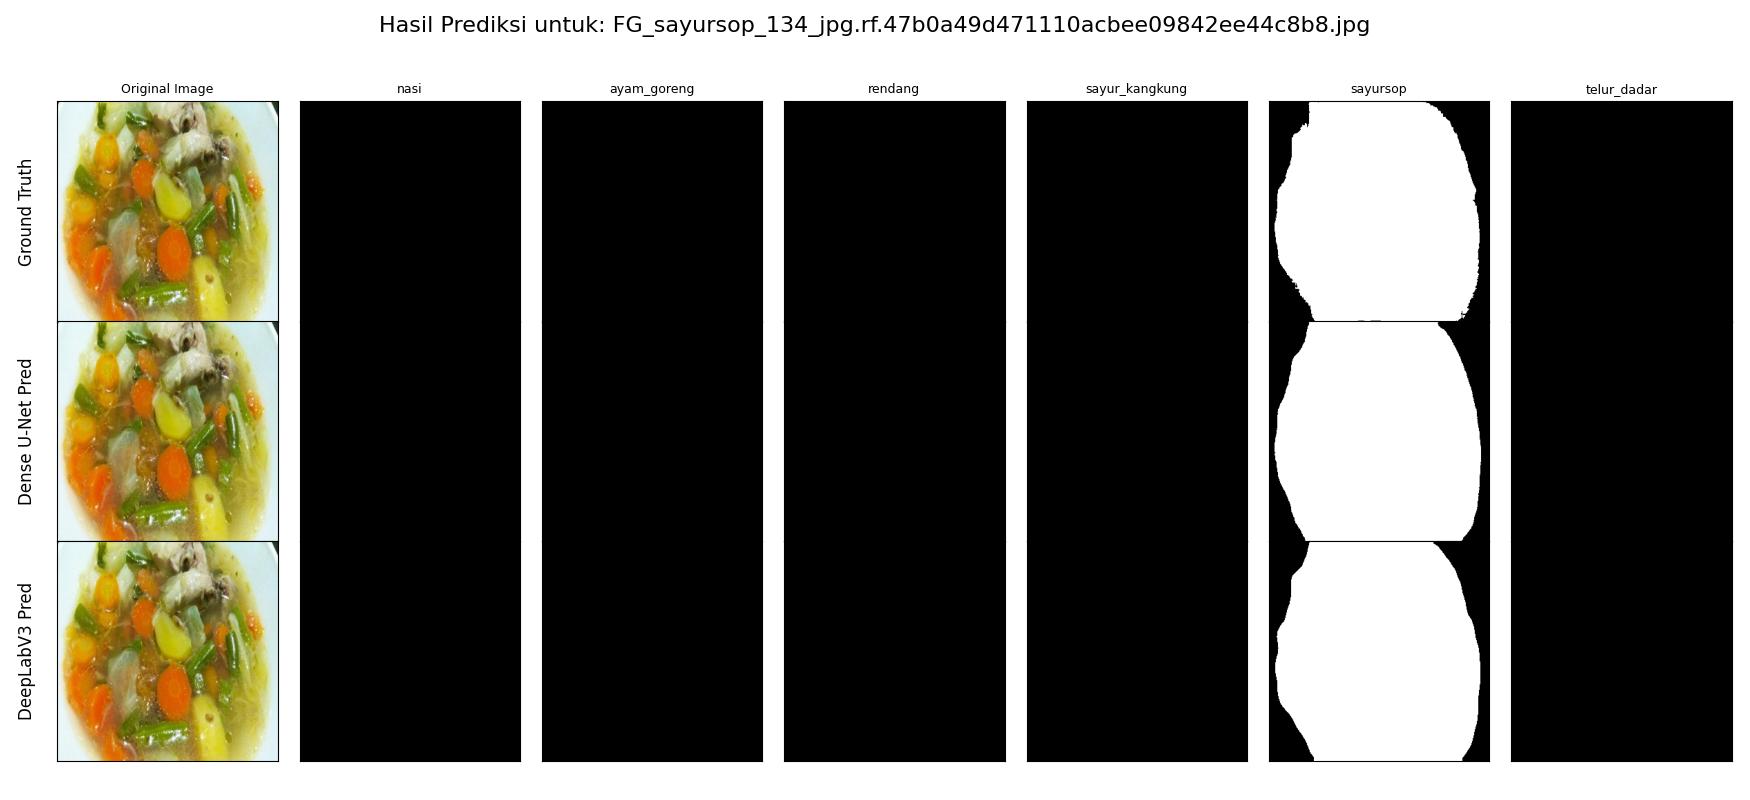 Hasil Prediksi untuk: FG_sayursop_134_jpg.rf.47b0a49d471110acbee09842ee44c8b8.jpg
Original Image
nasi
ayam_goreng
rendang
sayur_kangkung
sayursop
telur_dadar
Ground Truth
Dense U-Net Pred
DeepLabV3 Pred